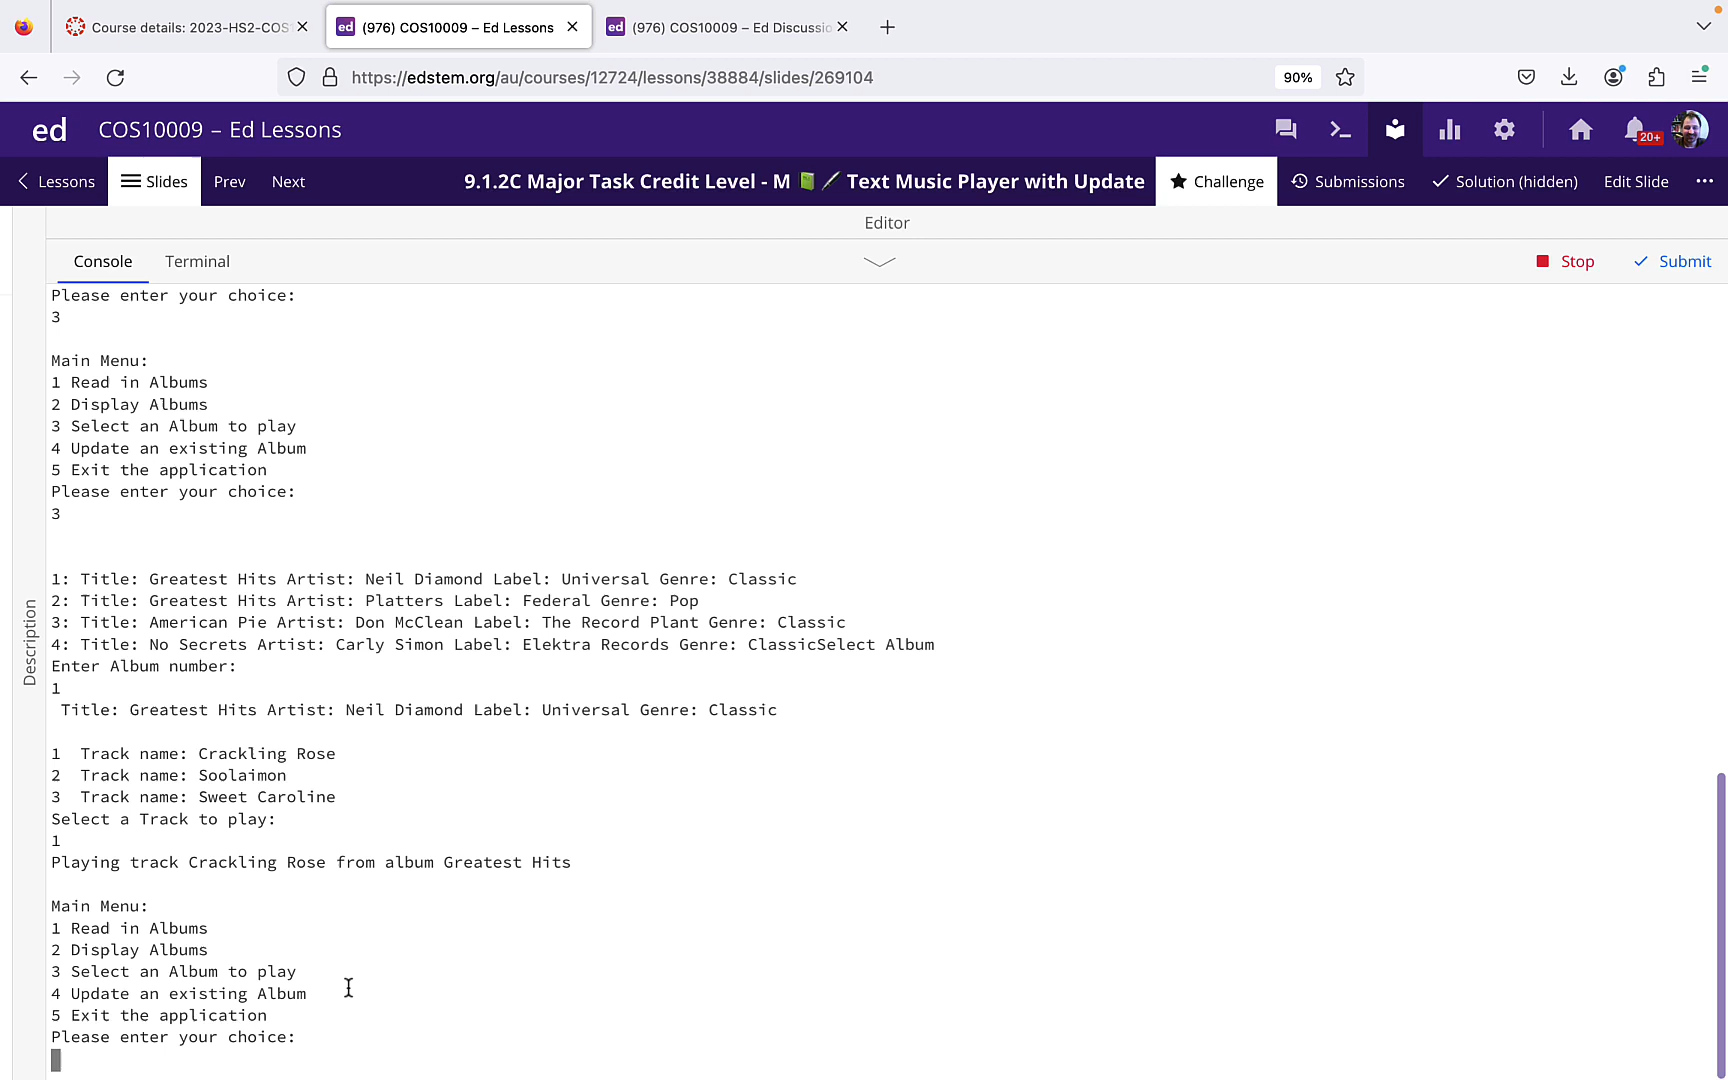 Course details: 2023-HS2-COS
ed (976) COS10009 – Ed Lessons
ed (976) COS10009 – Ed Discussio
https://edstem.org/au/courses/12724/lessons/38884/slides/269104
90%
ed COS10009 – Ed Lessons
20+
Lessons
Slides
Prev
Next
9.1.2C Major Task Credit Level - M 📗 🖊 Text Music Player with Update
Challenge
Submissions
Solution (hidden)
Edit Slide
Editor
Console
Terminal
Stop
Submit
Description
Please enter your choice:
3
Main Menu:
1 Read in Albums
2 Display Albums
3 Select an Album to play
4 Update an existing Album
5 Exit the application
Please enter your choice:
3
1: Title: Greatest Hits Artist: Neil Diamond Label: Universal Genre: Classic
2: Title: Greatest Hits Artist: Platters Label: Federal Genre: Pop
3: Title: American Pie Artist: Don McClean Label: The Record Plant Genre: Classic
4: Title: No Secrets Artist: Carly Simon Label: Elektra Records Genre: ClassicSelect Album
Enter Album number:
1
Title: Greatest Hits Artist: Neil Diamond Label: Universal Genre: Classic
1  Track name: Crackling Rose
2  Track name: Soolaimon
3  Track name: Sweet Caroline
Select a Track to play:
1
Playing track Crackling Rose from album Greatest Hits
Main Menu:
1 Read in Albums
2 Display Albums
3 Select an Album to play
4 Update an existing Album
5 Exit the application
Please enter your choice: